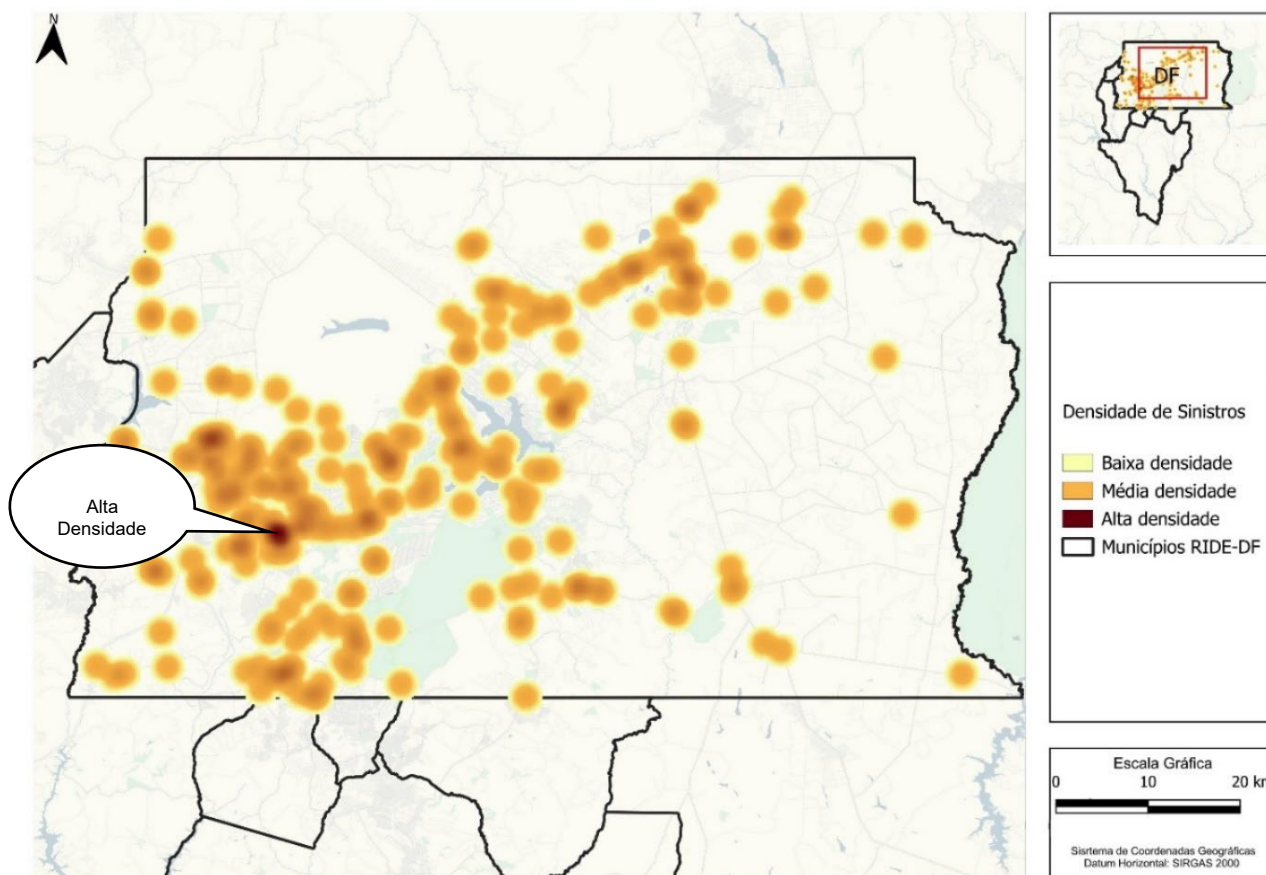 N
DF
Alta
Densidade
Densidade de Sinistros
Baixa densidade
Média densidade
Alta densidade
Municípios RIDE-DF
Escala Gráfica
0 10 20 km
Sisrtema de Coordenadas Geográficas
Datum Horizontal: SIRGAS 2000